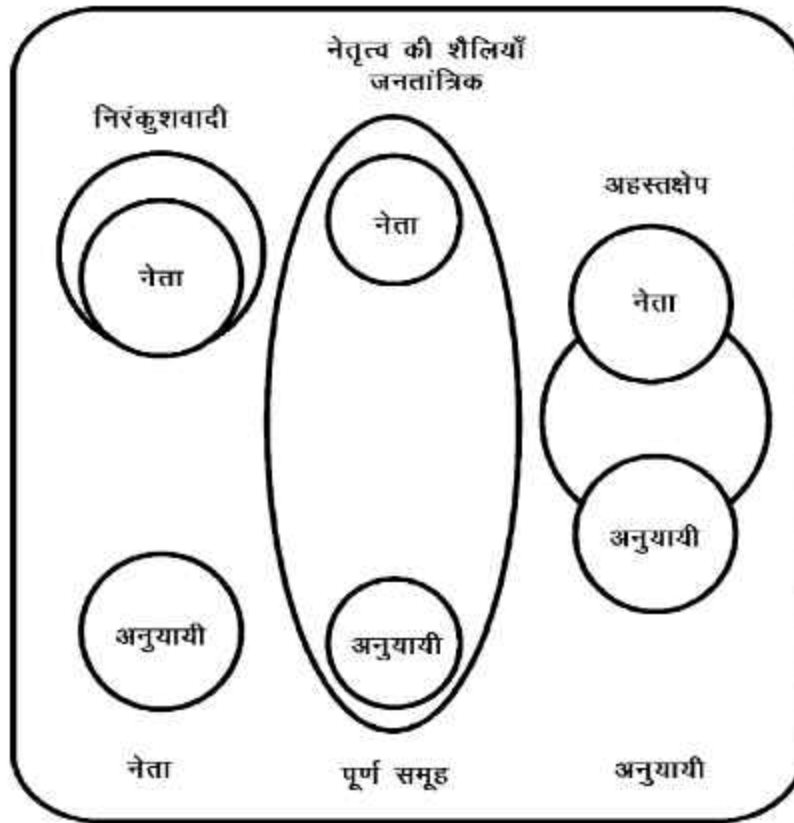 नेतृत्व की शैलियाँ
जनतांत्रिक
निरंकुशवादी
अहस्तक्षेप
नेता
नेता
नेता
अनुयायी
अनुयायी
अनुयायी
नेता
पूर्ण समूह
अनुयायी